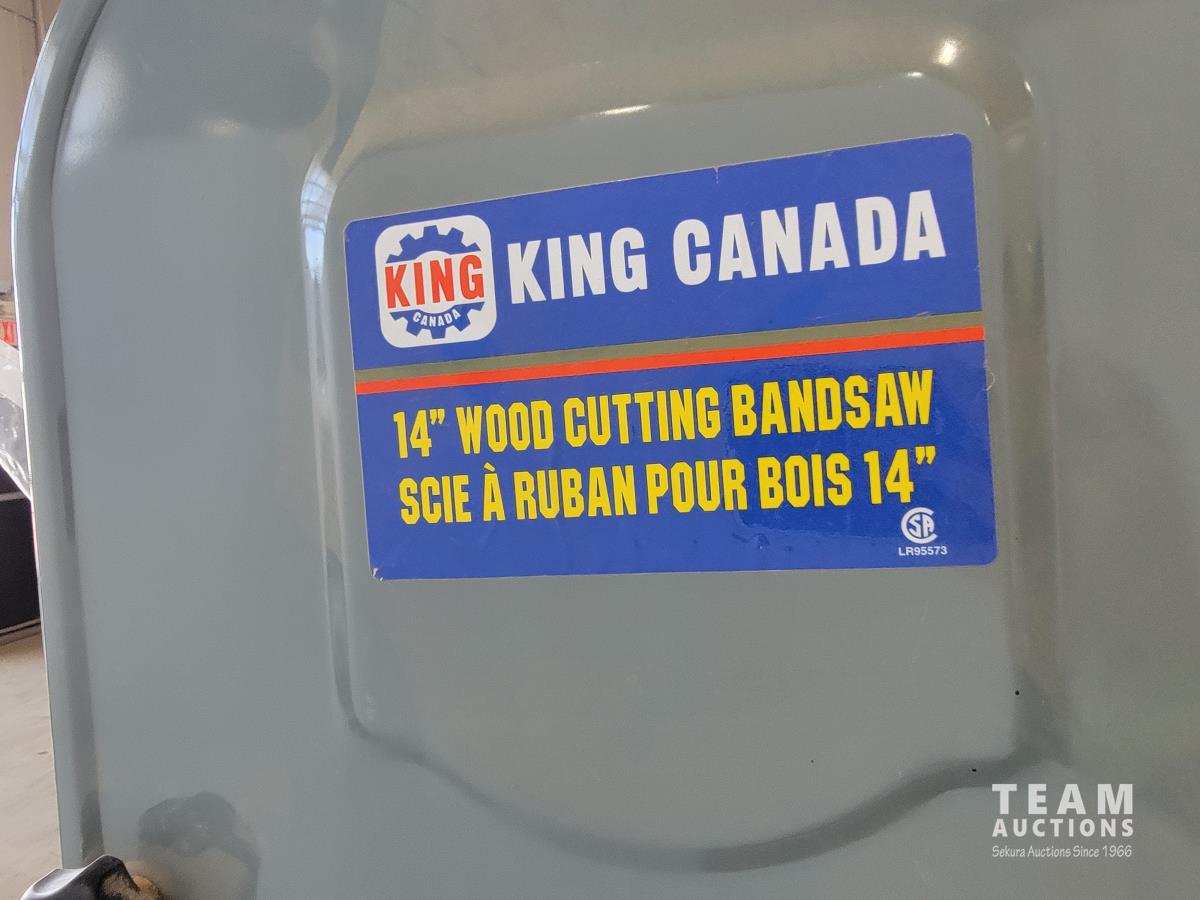 KING
CANADA
KING CANADA
14” WOOD CUTTING BANDSAW
SCIE À RUBAN POUR BOIS 14”
LR95573
TEAM
AUCTIONS
Sekura Auctions Since 1966